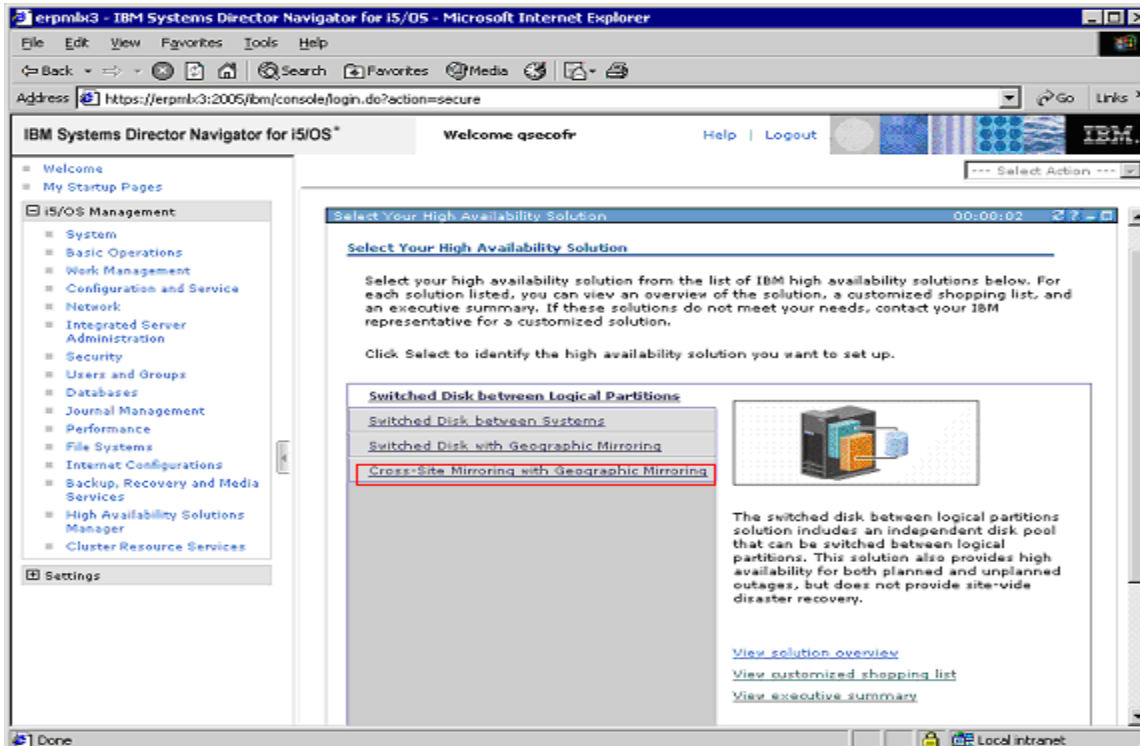 erpmlx3 - IBM Systems Director Navigator for i5/OS - Microsoft Internet Explorer
File Edit View Favorites Tools Help
Back Search Favorites Media
Address https://erpmlx3:2005/ibm/console/login.do?action=secure Go Links
IBM Systems Director Navigator for i5/OS® Welcome qsecofr Help | Logout IBM.
Welcome
My Startup Pages
--- Select Action ---
i5/OS Management
System
Basic Operations
Work Management
Configuration and Service
Network
Integrated Server
Administration
Security
Users and Groups
Databases
Journal Management
Performance
File Systems
Internet Configurations
Backup, Recovery and Media
Services
High Availability Solutions
Manager
Cluster Resource Services
Settings
Select Your High Availability Solution 00:00:02
Select Your High Availability Solution
Select your high availability solution from the list of IBM high availability solutions below. For
each solution listed, you can view an overview of the solution, a customized shopping list, and
an executive summary. If these solutions do not meet your needs, contact your IBM
representative for a customized solution.
Click Select to identify the high availability solution you want to set up.
Switched Disk between Logical Partitions
Switched Disk between Systems
Switched Disk with Geographic Mirroring
Cross-Site Mirroring with Geographic Mirroring
The switched disk between logical partitions
solution includes an independent disk pool
that can be switched between logical
partitions. This solution also provides high
availability for both planned and unplanned
outages, but does not provide site-wide
disaster recovery.
View solution overview
View customized shopping list
View executive summary
Done Local intranet